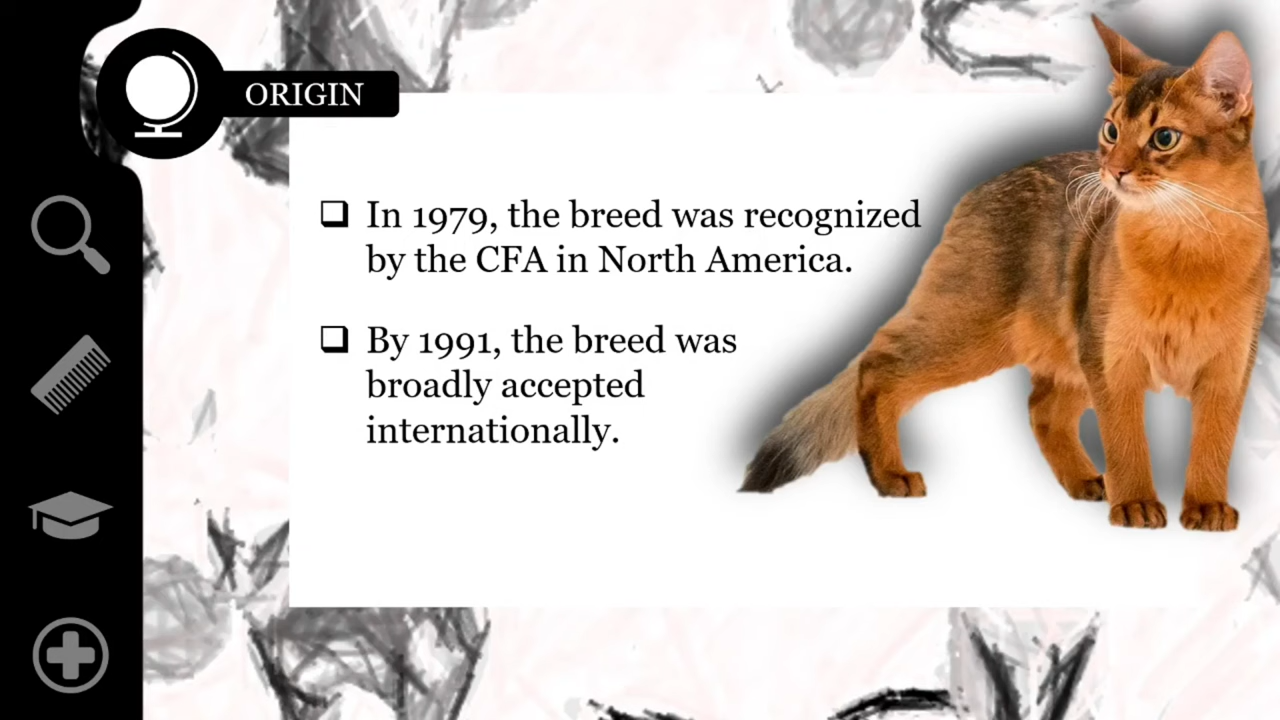 ORIGIN
In 1979, the breed was recognized
by the CFA in North America.
By 1991, the breed was
broadly accepted
internationally.